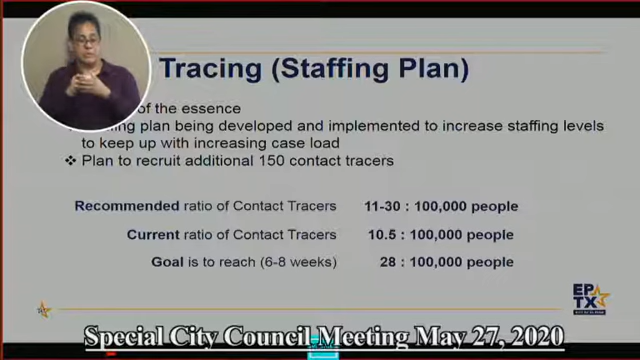 Tracing (Staffing Plan)
of the essence
plan being developed and implemented to increase staffing levels
to keep up with increasing case load
❖ Plan to recruit additional 150 contact tracers
Recommended ratio of Contact Tracers 11-30 : 100,000 people
Current ratio of Contact Tracers 10.5 : 100,000 people
Goal is to reach (6-8 weeks) 28 : 100,000 people
EP
TX
Special City Council Meeting May 27, 2020